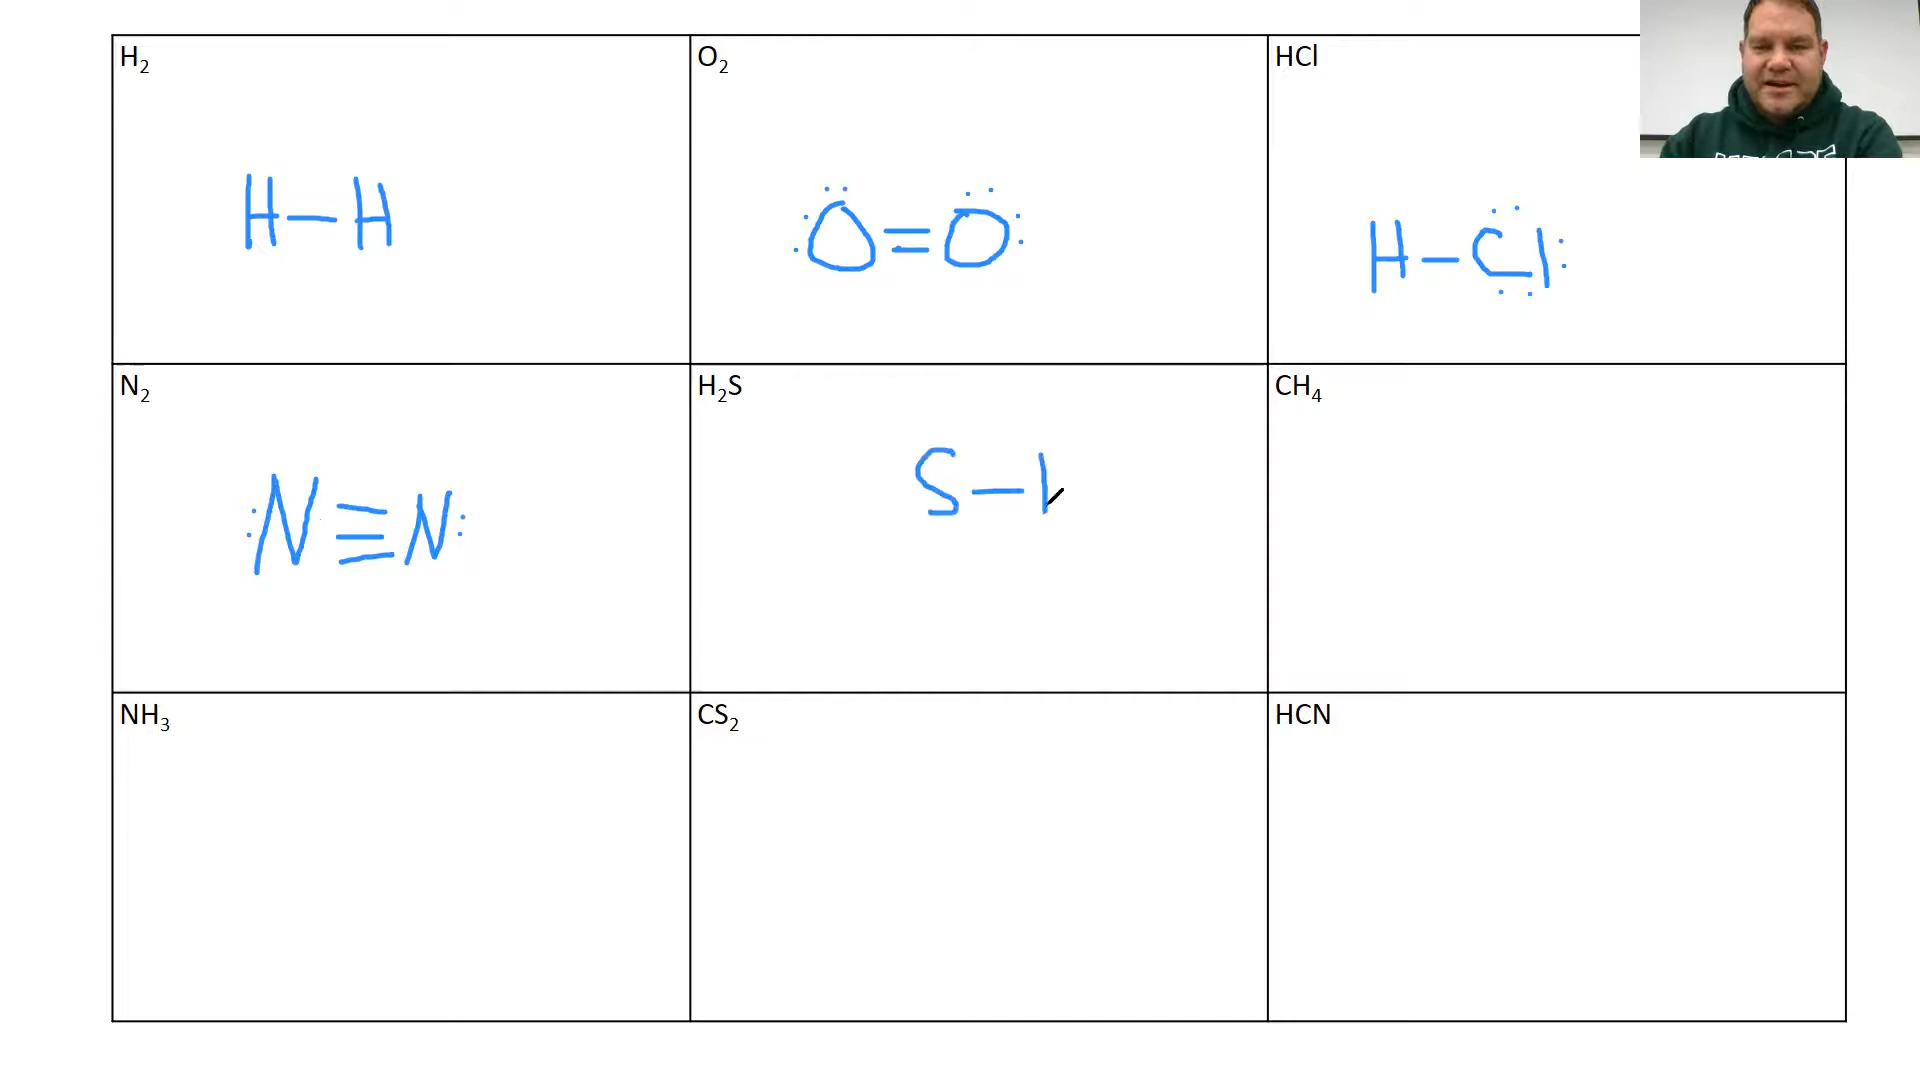 H₂
H—H
O₂
O=O
HCl
H—Cl
N₂
N≡N
H₂S
S—
CH₄
NH₃
CS₂
HCN